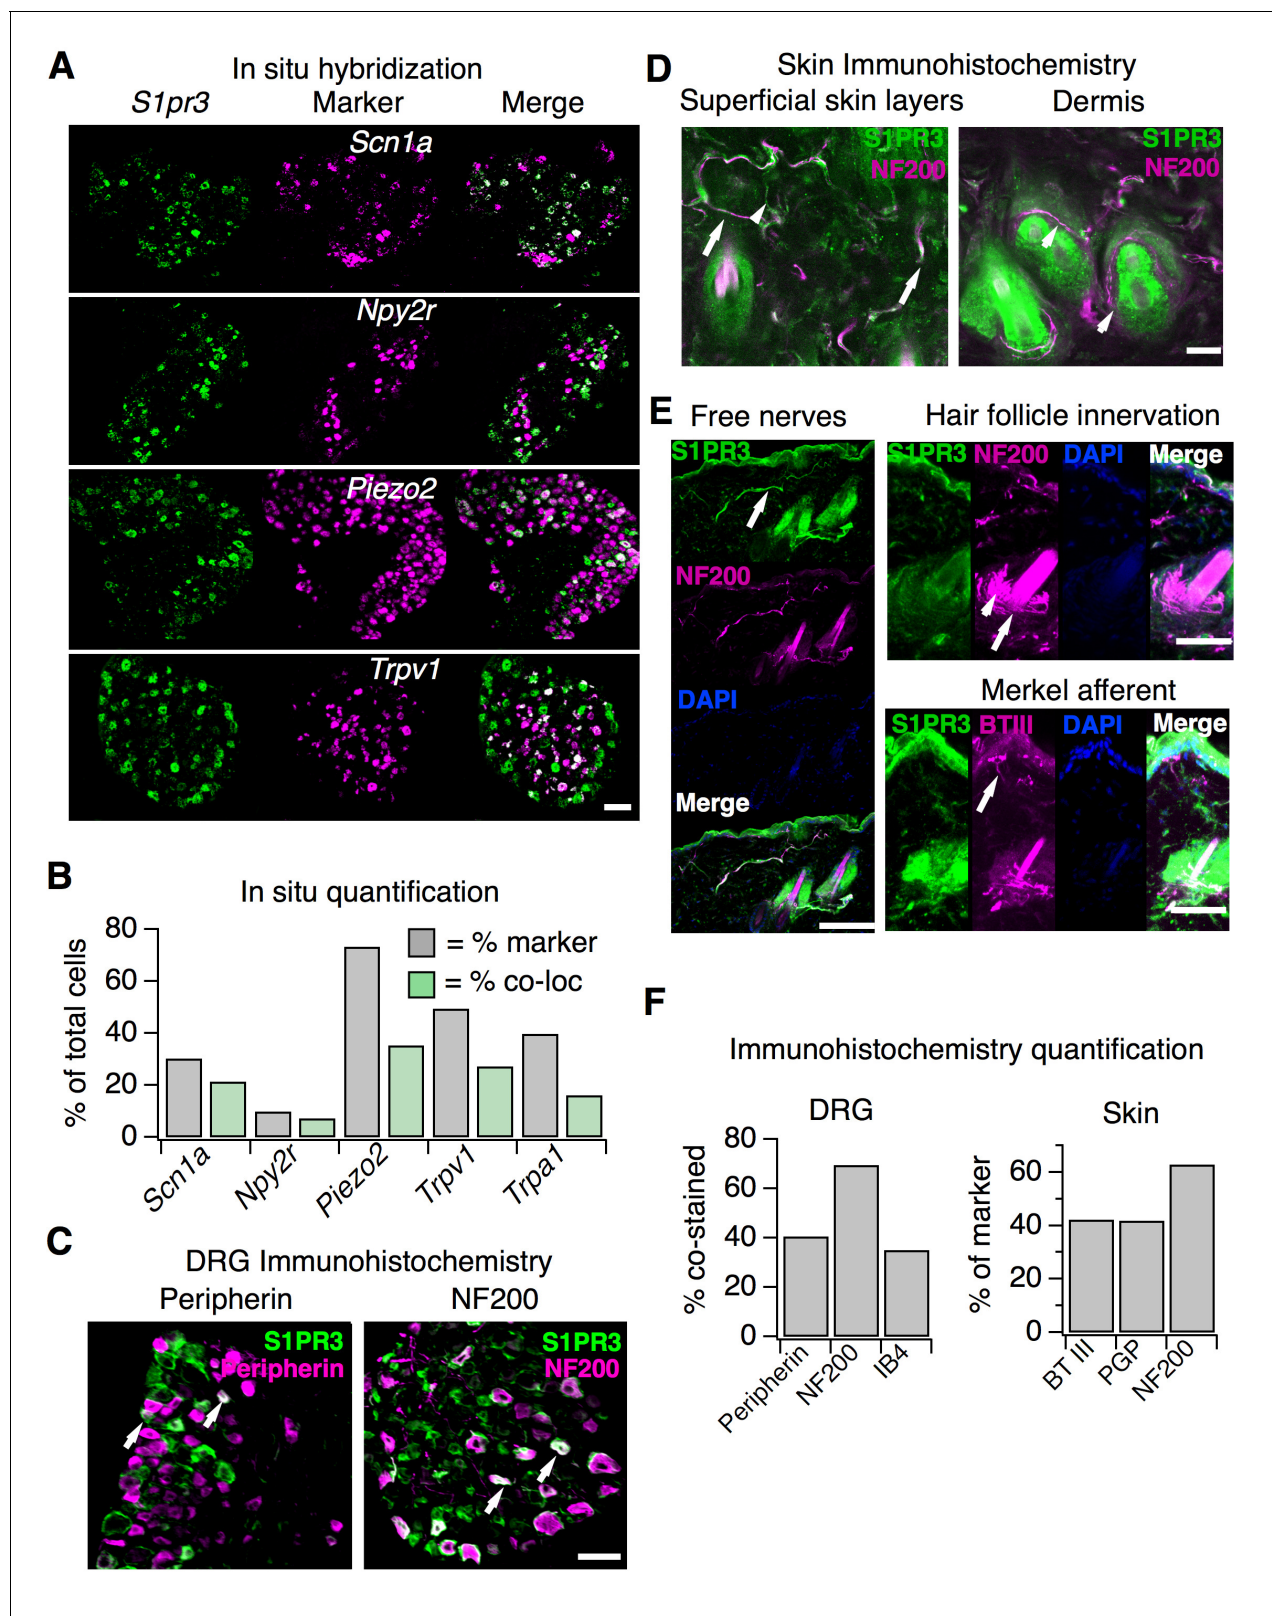 A
In situ hybridization
S1pr3 Marker Merge
Scn1a
Npy2r
Piezo2
Trpv1
B
In situ quantification
% of total cells
80
60
40
20
0
= % marker
= % co-loc
Scn1a Npy2r Piezo2 Trpv1 Trpa1
C
DRG Immunohistochemistry
Peripherin NF200
S1PR3
Peripherin
S1PR3
NF200
D
Skin Immunohistochemistry
Superficial skin layers Dermis
S1PR3
NF200
S1PR3
NF200
E
Free nerves
S1PR3
NF200
DAPI
Merge
Hair follicle innervation
S1PR3 NF200 DAPI Merge
Merkel afferent
S1PR3 BTIII DAPI Merge
F
Immunohistochemistry quantification
DRG
% co-stained
80
60
40
20
0
Peripherin NF200 IB4
Skin
% of marker
60
40
20
0
BT III PGP NF200